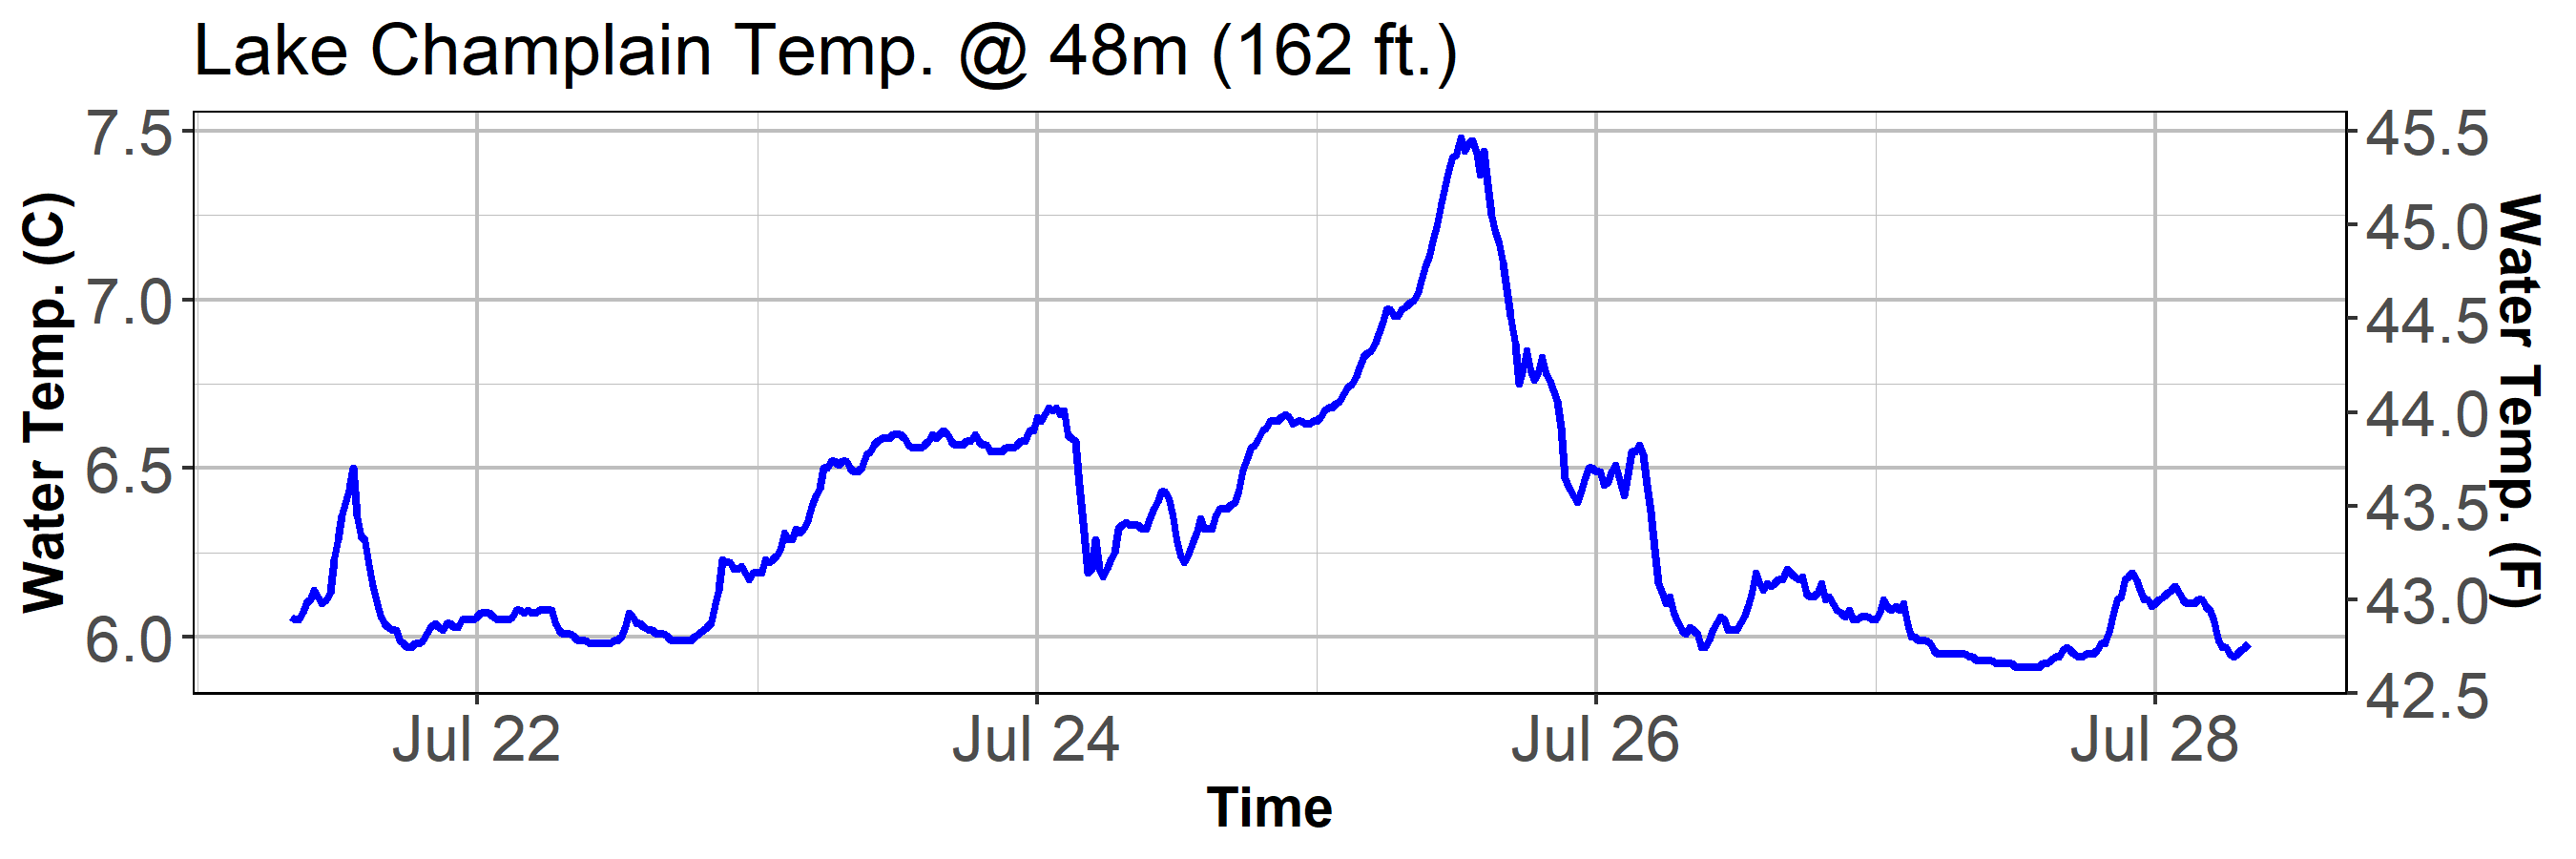 Lake Champlain Temp. @ 48m (162 ft.)
Water Temp. (C)
7.5
7.0
6.5
6.0
45.5
45.0
44.5
44.0
43.5
43.0
42.5
Water Temp. (F)
Jul 22 Jul 24 Jul 26 Jul 28
Time